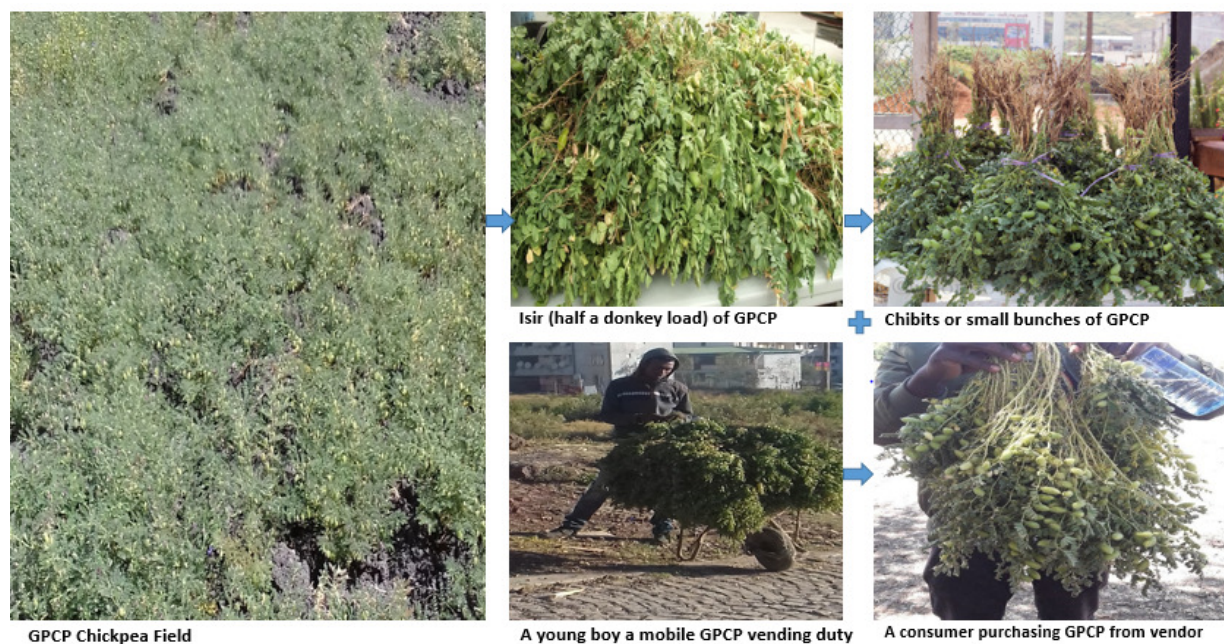 Isir (half a donkey load) of GPCP
Chibits or small bunches of GPCP
GPCP Chickpea Field
A young boy a mobile GPCP vending duty
A consumer purchasing GPCP from vendor